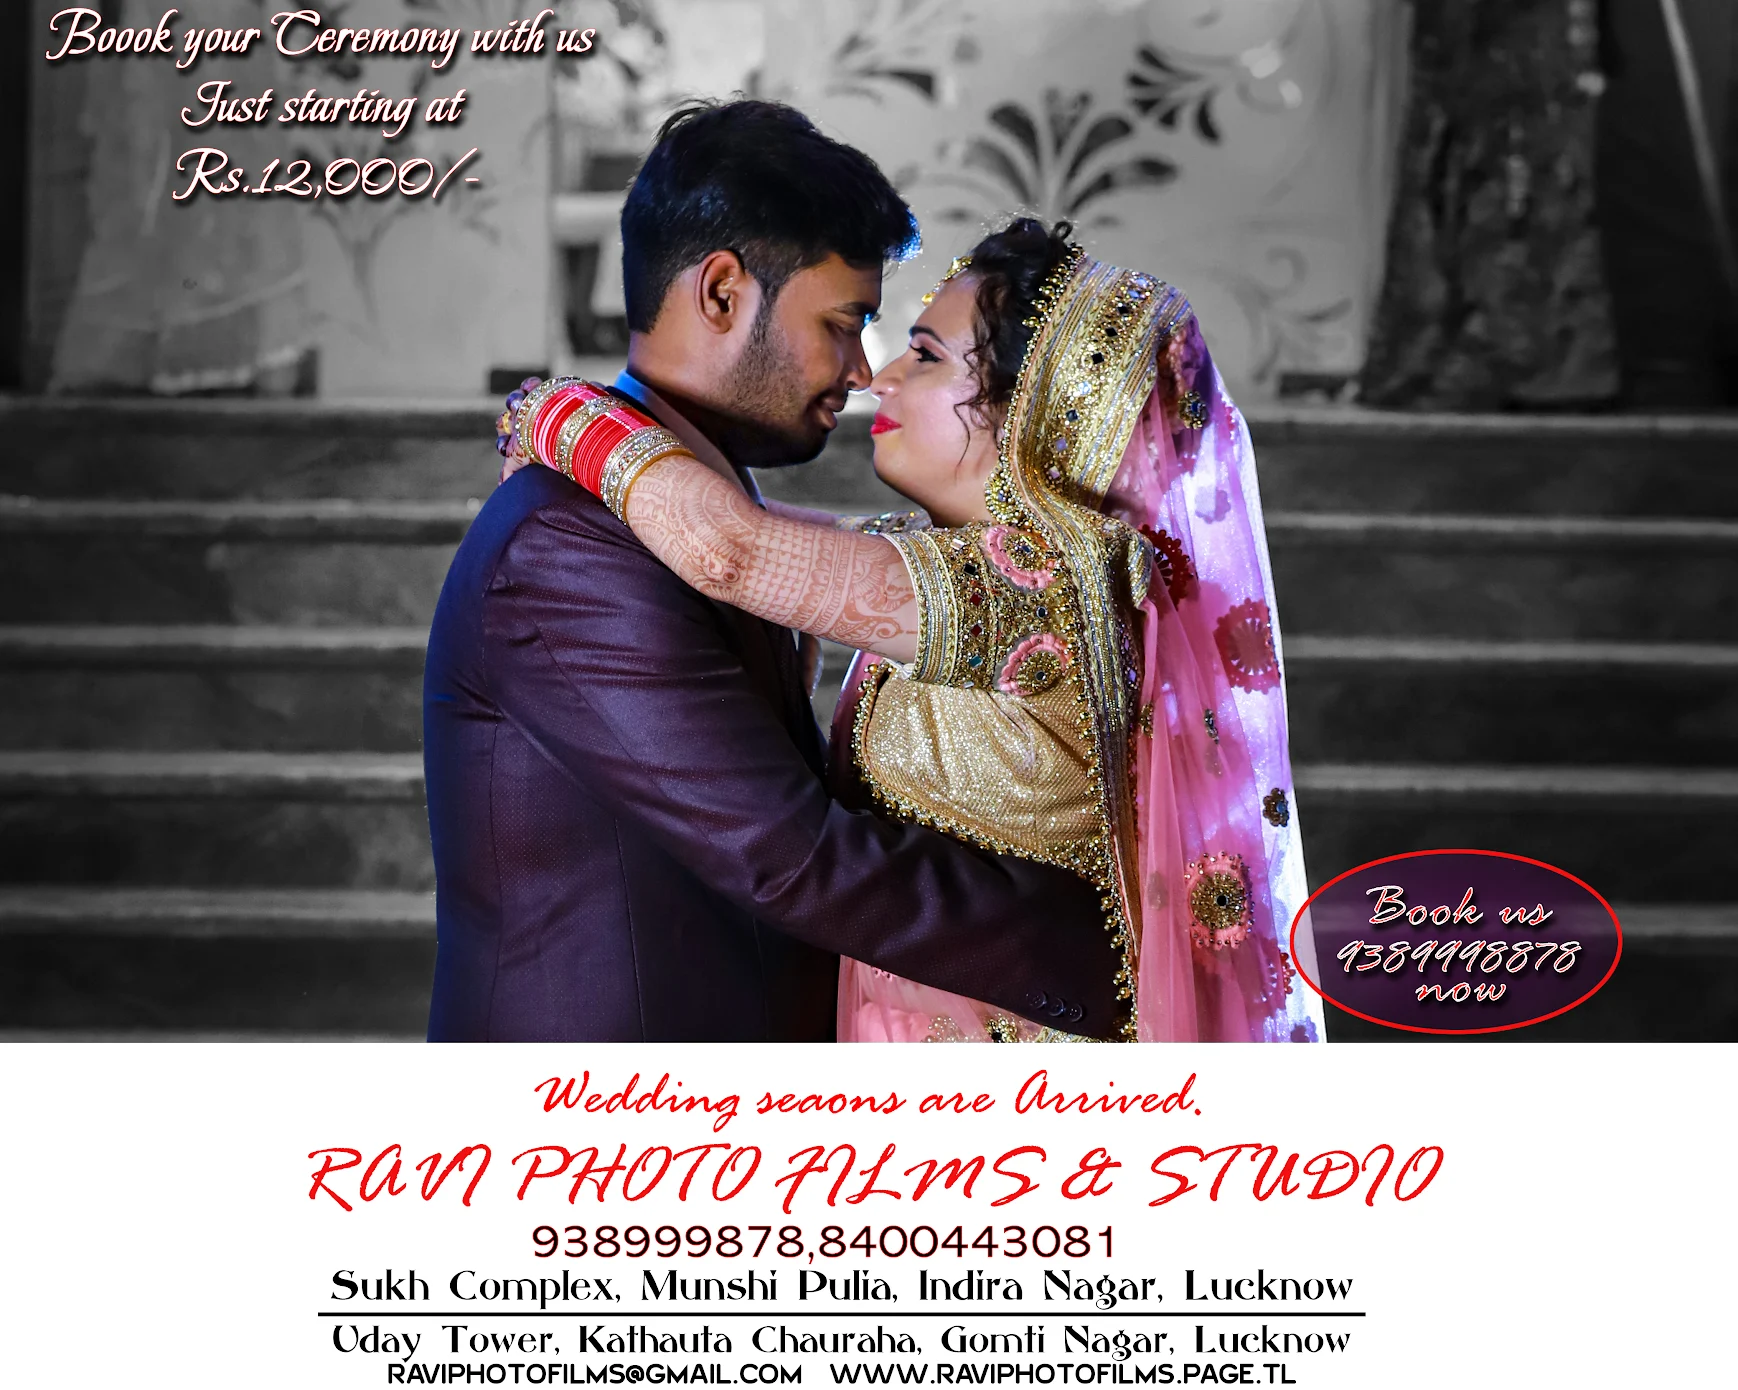 Boook your Ceremony with us
Just starting at
Rs.12,000/-
Book us
9389998878
now
Wedding seaons are Arrived.
RAVI PHOTO FILMS & STUDIO
938999878,8400443081
Sukh Complex, Munshi Pulia, Indira Nagar, Lucknow
Uday Tower, Kathauta Chauraha, Gomti Nagar, Lucknow
RAVIPHOTOFILMS@GMAIL.COM WWW.RAVIPHOTOFILMS.PAGE.TL